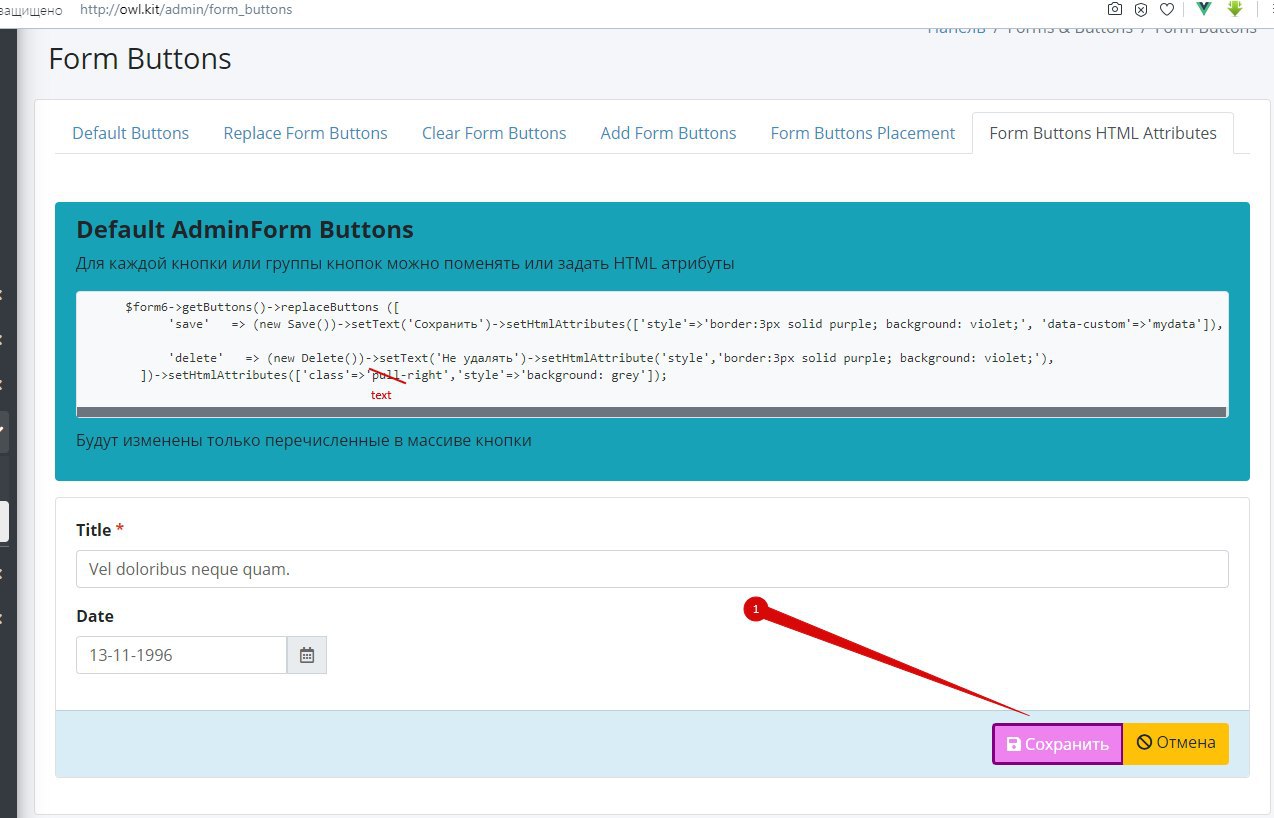 защищено http://owl.kit/admin/form_buttons
Панель / Forms & Buttons / Form Buttons
Form Buttons
Default Buttons Replace Form Buttons Clear Form Buttons Add Form Buttons Form Buttons Placement Form Buttons HTML Attributes
Default AdminForm Buttons
Для каждой кнопки или группы кнопок можно поменять или задать HTML атрибуты
$form6->getButtons()->replaceButtons ([
'save' => (new Save())->setText('Сохранить')->setHtmlAttributes(['style'=>'border:3px solid purple; background: violet;', 'data-custom'=>'mydata']),
'delete' => (new Delete())->setText('Не удалять')->setHtmlAttribute('style','border:3px solid purple; background: violet;'),
])->setHtmlAttributes(['class'=>'pull-right','style'=>'background: grey']);
text
Будут изменены только перечисленные в массиве кнопки
Title *
Vel doloribus neque quam.
1
Date
13-11-1996
Сохранить Отмена